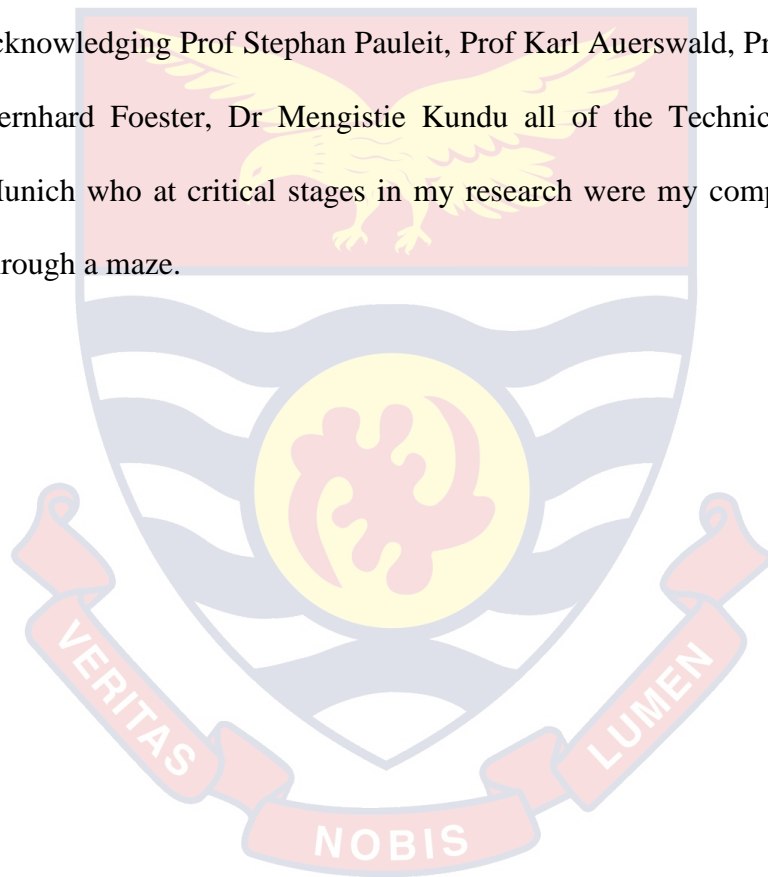 cknowledging Prof Stephan Pauleit, Prof Karl Auerswald, Pr
ernhard Foester, Dr Mengistie Kundu all of the Technic
unich who at critical stages in my research were my comp
rough a maze.
VERITAS
NOBIS
LUMEN